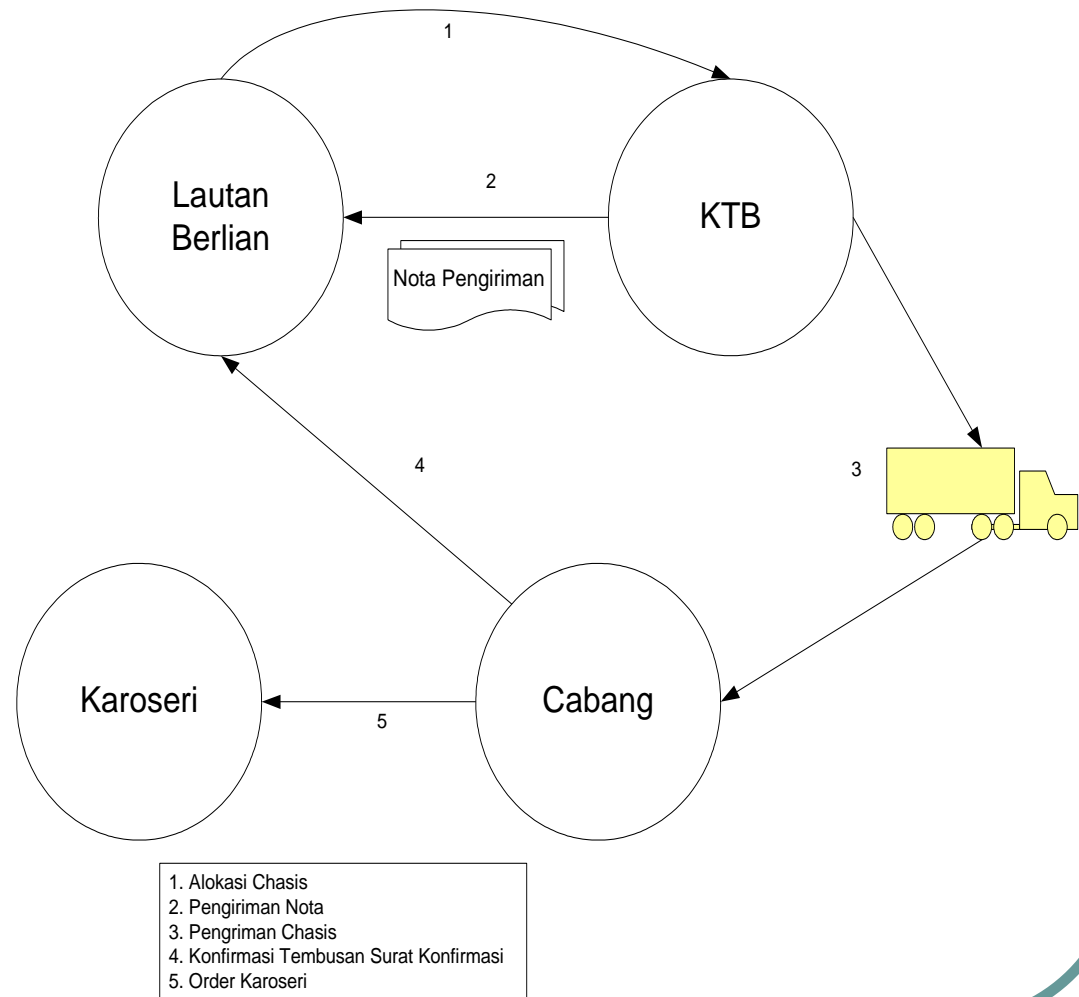 1
Lautan
Berlian
2
KTB
Nota Pengiriman
4
3
Karoseri
Cabang
5
1. Alokasi Chasis
2. Pengiriman Nota
3. Pengriman Chasis
4. Konfirmasi Tembusan Surat Konfirmasi
5. Order Karoseri